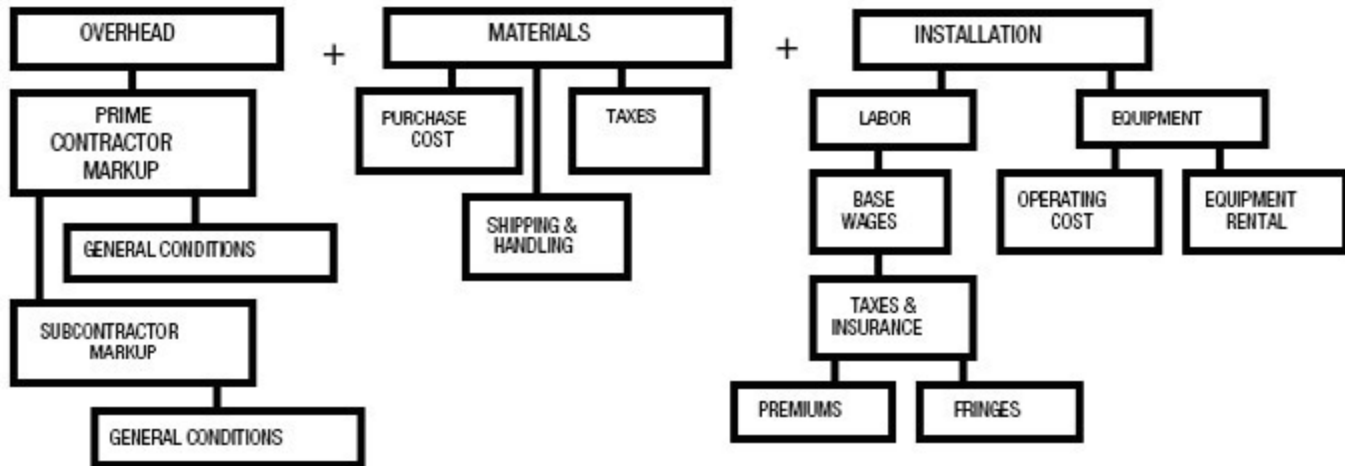 OVERHEAD
+
MATERIALS
+
INSTALLATION
PRIME
CONTRACTOR
MARKUP
PURCHASE
COST
TAXES
LABOR
EQUIPMENT
GENERAL CONDITIONS
SHIPPING &
HANDLING
BASE
WAGES
OPERATING
COST
EQUIPMENT
RENTAL
SUBCONTRACTOR
MARKUP
TAXES &
INSURANCE
GENERAL CONDITIONS
PREMIUMS
FRINGES